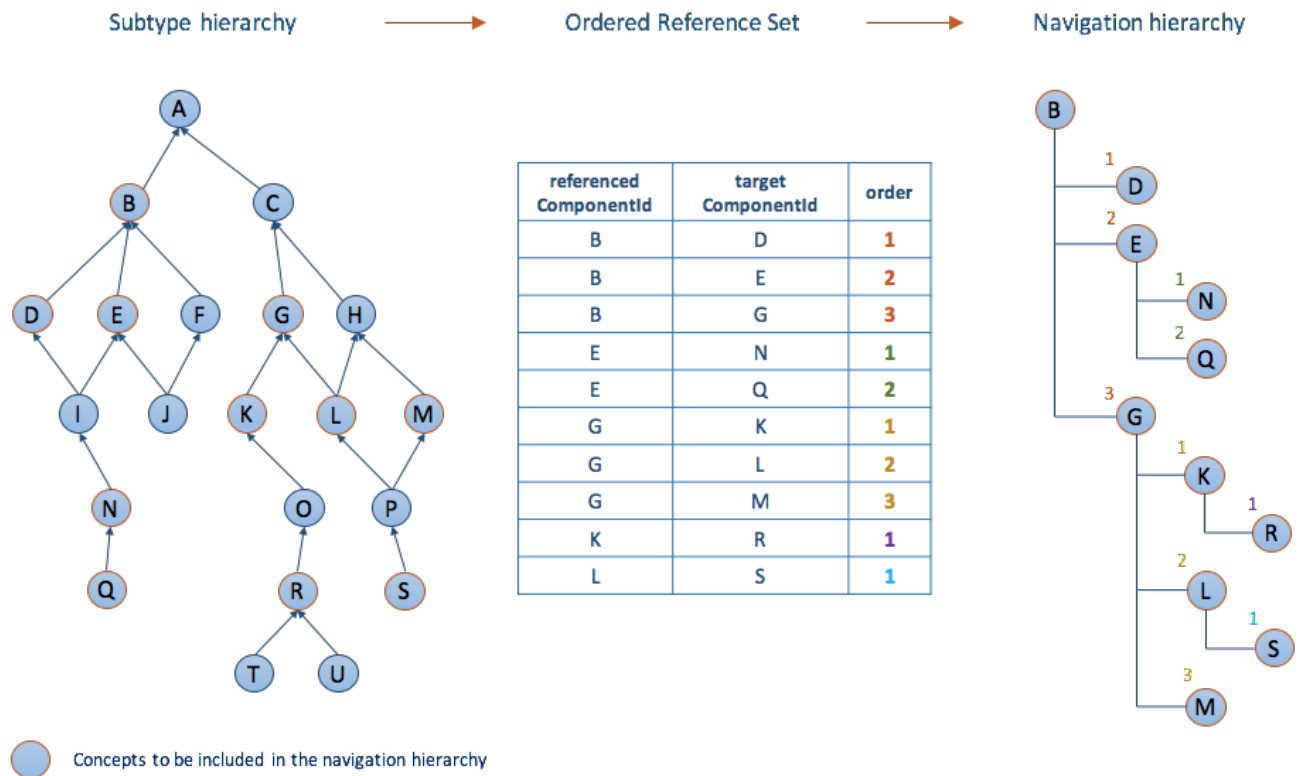 Subtype hierarchy
Ordered Reference Set
Navigation hierarchy
A
B C
D E F G H
I J K L M
N O P
Q R S
T U
referenced ComponentId target ComponentId order
B D 1
B E 2
B G 3
E N 1
E Q 2
G K 1
G L 2
G M 3
K R 1
L S 1
B
1 D
2 E
1 N
2 Q
3 G
1 K
1 R
2 L
1 S
3 M
Concepts to be included in the navigation hierarchy